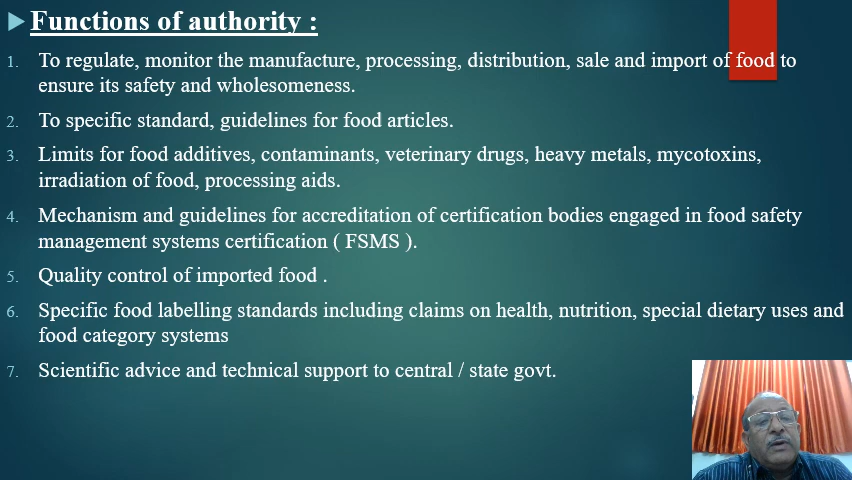 Functions of authority :
1. To regulate, monitor the manufacture, processing, distribution, sale and import of food to
ensure its safety and wholesomeness.
2. To specific standard, guidelines for food articles.
3. Limits for food additives, contaminants, veterinary drugs, heavy metals, mycotoxins,
irradiation of food, processing aids.
4. Mechanism and guidelines for accreditation of certification bodies engaged in food safety
management systems certification ( FSMS ).
5. Quality control of imported food .
6. Specific food labelling standards including claims on health, nutrition, special dietary uses and
food category systems
7. Scientific advice and technical support to central / state govt.